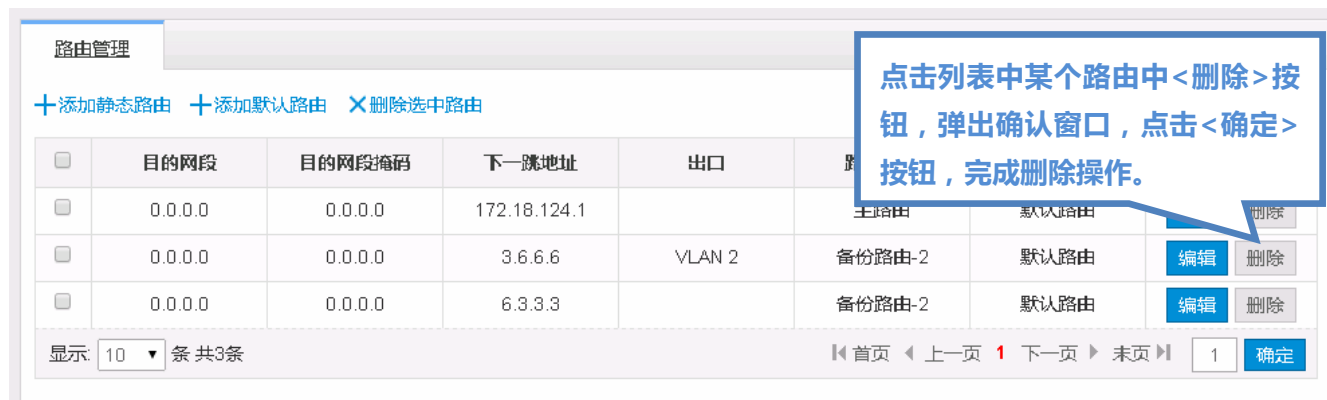 路由管理
点击列表中某个路由中<删除>按
钮，弹出确认窗口，点击<确定>
按钮，完成删除操作。
添加静态路由 添加默认路由 删除选中路由
目的网段 目的网段掩码 下一跳地址 出口
0.0.0.0 0.0.0.0 172.18.124.1 主路由 默认路由 删除
0.0.0.0 0.0.0.0 3.6.6.6 VLAN 2 备份路由-2 默认路由 编辑 删除
0.0.0.0 0.0.0.0 6.3.3.3 备份路由-2 默认路由 编辑 删除
显示: 10 条 共3条 首页 上一页 1 下一页 末页 1 确定